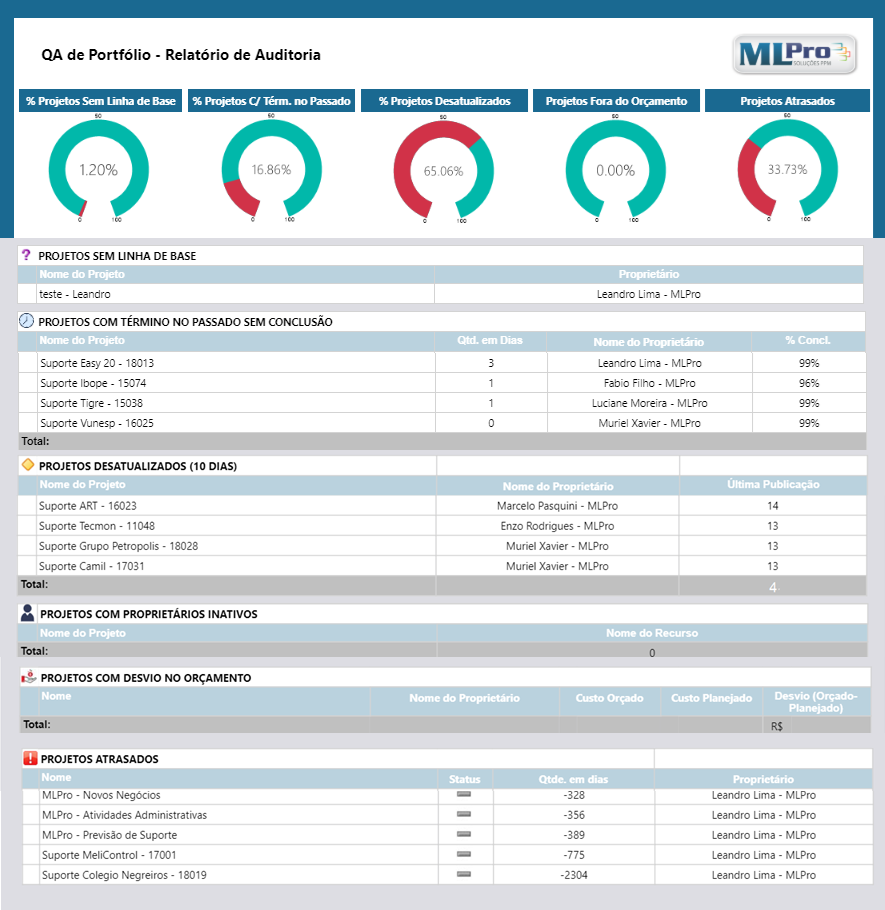 QA de Portfólio - Relatório de Auditoria
MLPro
SOLUÇÕES PPM
% Projetos Sem Linha de Base % Projetos C/ Térm. no Passado % Projetos Desatualizados Projetos Fora do Orçamento Projetos Atrasados
50 50 50 50 50
1.20% 16.86% 65.06% 0.00% 33.73%
0 100 0 100 0 100 0 100 0 100
? PROJETOS SEM LINHA DE BASE
Nome do Projeto Proprietário
teste - Leandro Leandro Lima - MLPro
PROJETOS COM TÉRMINO NO PASSADO SEM CONCLUSÃO
Nome do Projeto Qtd. em Dias Nome do Proprietário % Concl.
Suporte Easy 20 - 18013 3 Leandro Lima - MLPro 99%
Suporte Ibope - 15074 1 Fabio Filho - MLPro 96%
Suporte Tigre - 15038 1 Luciane Moreira - MLPro 99%
Suporte Vunesp - 16025 0 Muriel Xavier - MLPro 99%
Total:
PROJETOS DESATUALIZADOS (10 DIAS)
Nome do Projeto Nome do Proprietário Última Publicação
Suporte ART - 16023 Marcelo Pasquini - MLPro 14
Suporte Tecmon - 11048 Enzo Rodrigues - MLPro 13
Suporte Grupo Petropolis - 18028 Muriel Xavier - MLPro 13
Suporte Camil - 17031 Muriel Xavier - MLPro 13
Total: 4
PROJETOS COM PROPRIETÁRIOS INATIVOS
Nome do Projeto Nome do Recurso
Total: 0
PROJETOS COM DESVIO NO ORÇAMENTO
Nome Nome do Proprietário Custo Orçado Custo Planejado Desvio (Orçado-
Planejado)
Total: R$
! PROJETOS ATRASADOS
Nome Status Qtde. em dias Proprietário
MLPro - Novos Negócios -328 Leandro Lima - MLPro
MLPro - Atividades Administrativas -356 Leandro Lima - MLPro
MLPro - Previsão de Suporte -389 Leandro Lima - MLPro
Suporte MeliControl - 17001 -775 Leandro Lima - MLPro
Suporte Colegio Negreiros - 18019 -2304 Leandro Lima - MLPro